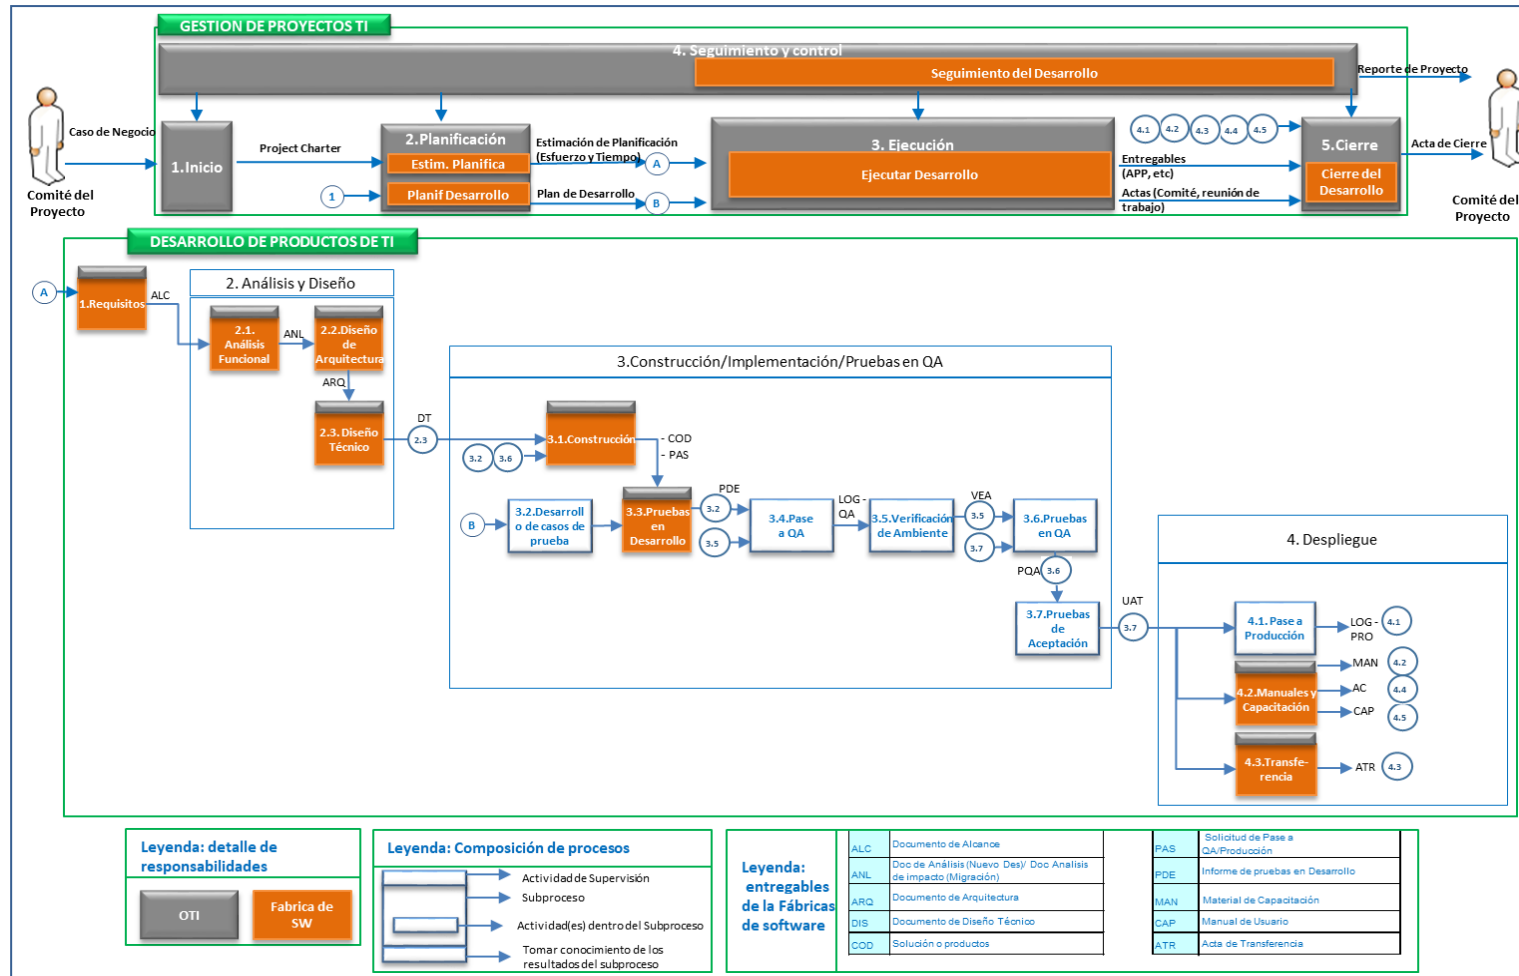 GESTION DE PROYECTOS TI
4. Seguimiento y control
Seguimiento del Desarrollo
Reporte de Proyecto
Caso de Negocio
Comité del
Proyecto
1.Inicio
Project Charter
1
2.Planificación
Estim. Planifica
Planif Desarrollo
Estimación de Planificación
(Esfuerzo y Tiempo)
A
Plan de Desarrollo
B
3. Ejecución
Ejecutar Desarrollo
4.1
4.2
4.3
4.4
4.5
Entregables
(APP, etc)
Actas (Comité, reunión de
trabajo)
5.Cierre
Cierre del
Desarrollo
Acta de Cierre
Comité del
Proyecto
DESARROLLO DE PRODUCTOS DE TI
A
1.Requisitos
ALC
2. Análisis y Diseño
2.1.
Análisis
Funcional
ANL
2.2.Diseño
de
Arquitectura
ARQ
2.3. Diseño
Técnico
DT
2.3
3.Construcción/Implementación/Pruebas en QA
3.2
3.6
3.1.Construcción
- COD
- PAS
B
3.2.Desarroll
o de casos de
prueba
3.3.Pruebas
en
Desarrollo
PDE
3.2
3.5
3.4.Pase
a QA
LOG -
QA
3.5.Verificación
de Ambiente
VEA
3.5
3.7
3.6.Pruebas
en QA
PQA
3.6
3.7.Pruebas
de
Aceptación
UAT
3.7
4. Despliegue
4.1. Pase a
Producción
LOG -
PRO
4.1
4.2.Manuales y
Capacitación
MAN
4.2
AC
4.4
CAP
4.5
4.3.Transfe-
rencia
ATR
4.3
Leyenda: detalle de
responsabilidades
OTI
Fabrica de
SW
Leyenda: Composición de procesos
Actividad de Supervisión
Subproceso
Actividad(es) dentro del Subproceso
Tomar conocimiento de los
resultados del subproceso
Leyenda:
entregables
de la Fábricas
de software
ALC
Documento de Alcance
ANL
Doc de Análisis (Nuevo Des)/ Doc Analisis
de impacto (Migración)
ARQ
Documento de Arquitectura
DIS
Documento de Diseño Técnico
COD
Solución o productos
PAS
Solicitud de Pase a
QA/Producción
PDE
Informe de pruebas en Desarrollo
MAN
Material de Capacitación
CAP
Manual de Usuario
ATR
Acta de Transferencia